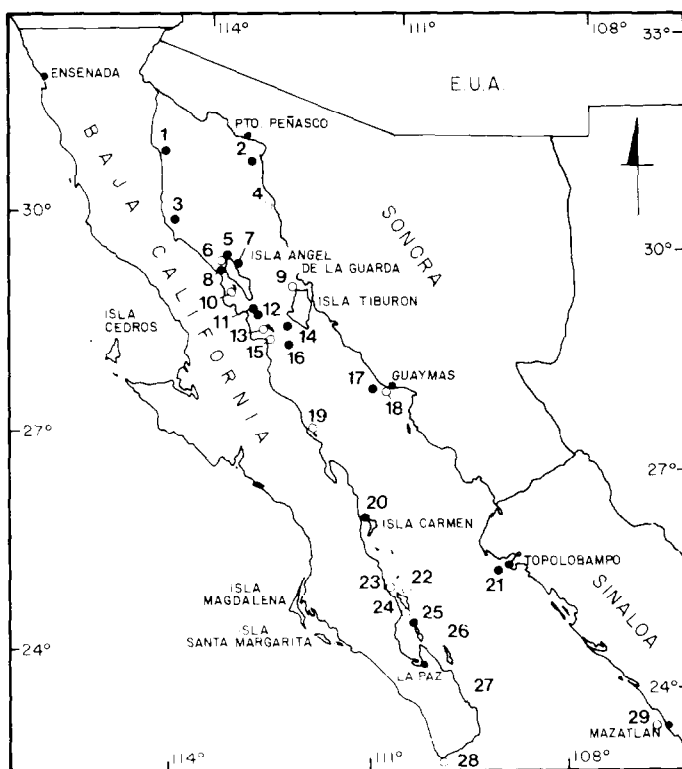 114°
111°
108°
33°
ENSENADA
E.U.A.
PTO. PEÑASCO
1
2
BAJA CALIFORNIA
4
30°
3
SONORA
30°
5
7
6
ISLA ANGEL
DE LA GUARDA
8
9
10
ISLA TIBURON
ISLA
CEDROS
11
12
13
14
15
16
17
GUAYMAS
18
27°
19
27°
20
ISLA CARMEN
TOPOLOBAMPO
21
SINALOA
ISLA
MAGDALENA
23
22
24
25
ISLA
SANTA MARGARITA
26
24°
LA PAZ
27
24°
29
MAZATLAN
28
114°
111°
108°